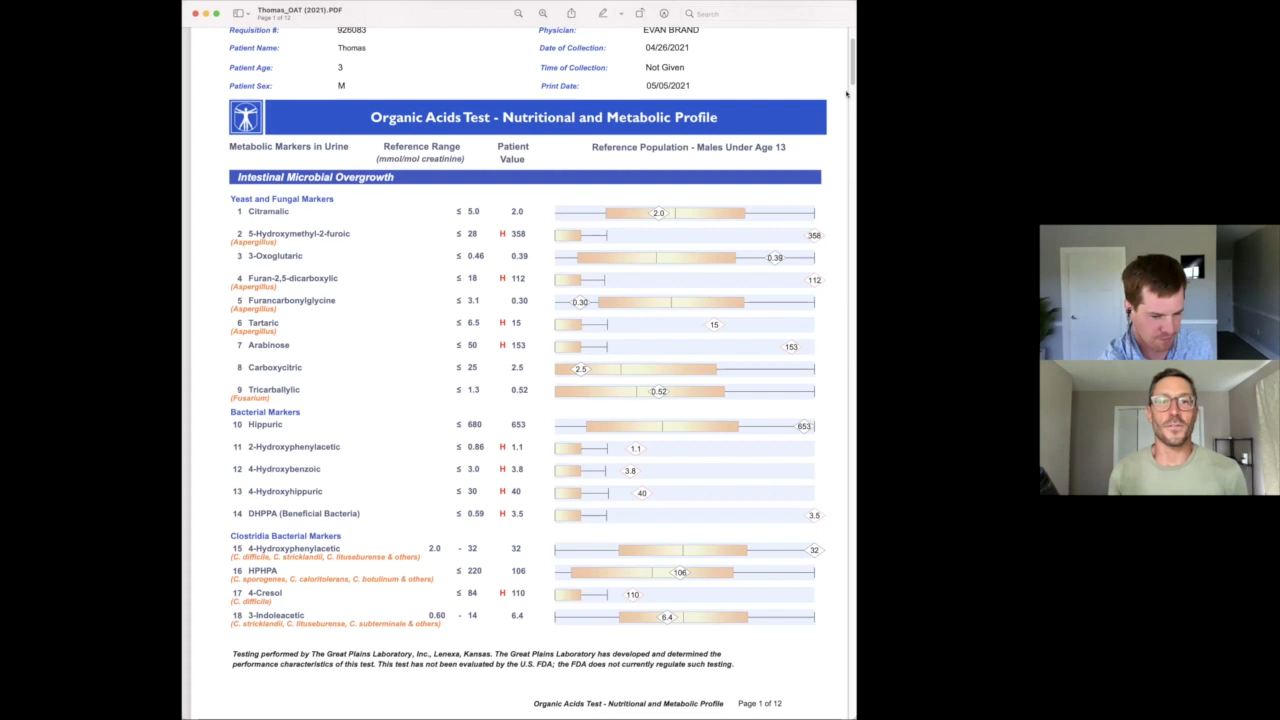 Thomas_OAT (2021).PDF
Page 1 of 12
Search
Requisition #: 926083 Physician: EVAN BRAND
Patient Name: Thomas Date of Collection: 04/26/2021
Patient Age: 3 Time of Collection: Not Given
Patient Sex: M Print Date: 05/05/2021
Organic Acids Test - Nutritional and Metabolic Profile
Metabolic Markers in Urine Reference Range Patient Reference Population - Males Under Age 13
(mmol/mol creatinine) Value
Intestinal Microbial Overgrowth
Yeast and Fungal Markers
1 Citramalic ≤ 5.0 2.0 2.0
2 5-Hydroxymethyl-2-furoic ≤ 28 H 358 358
(Aspergillus)
3 3-Oxoglutaric ≤ 0.46 0.39 0.39
4 Furan-2,5-dicarboxylic ≤ 18 H 112 112
(Aspergillus)
5 Furancarbonylglycine ≤ 3.1 0.30 0.30
(Aspergillus)
6 Tartaric ≤ 6.5 H 15 15
(Aspergillus)
7 Arabinose ≤ 50 H 153 153
8 Carboxycitric ≤ 25 2.5 2.5
9 Tricarballylic ≤ 1.3 0.52 0.52
(Fusarium)
Bacterial Markers
10 Hippuric ≤ 680 653 653
11 2-Hydroxyphenylacetic ≤ 0.86 H 1.1 1.1
12 4-Hydroxybenzoic ≤ 3.0 H 3.8 3.8
13 4-Hydroxyhippuric ≤ 30 H 40 40
14 DHPPA (Beneficial Bacteria) ≤ 0.59 H 3.5 3.5
Clostridia Bacterial Markers
15 4-Hydroxyphenylacetic 2.0 - 32 32 32
(C. difficile, C. stricklandii, C. lituseburense & others)
16 HPHPA ≤ 220 106 106
(C. sporogenes, C. caloritolerans, C. botulinum & others)
17 4-Cresol ≤ 84 H 110 110
(C. difficile)
18 3-Indoleacetic 0.60 - 14 6.4 6.4
(C. stricklandii, C. lituseburense, C. subterminale & others)
Testing performed by The Great Plains Laboratory, Inc., Lenexa, Kansas. The Great Plains Laboratory has developed and determined the
performance characteristics of this test. This test has not been evaluated by the U.S. FDA; the FDA does not currently regulate such testing.
Organic Acids Test - Nutritional and Metabolic Profile Page 1 of 12